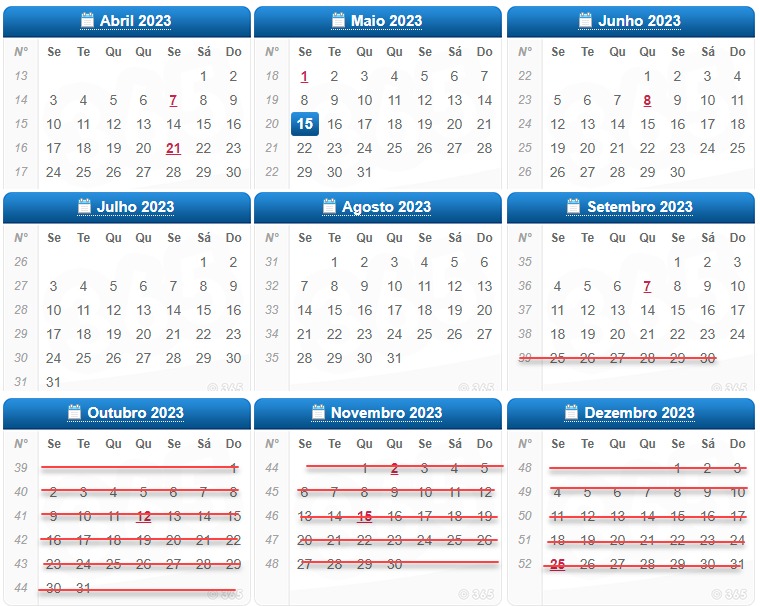 Abril 2023 Maio 2023 Junho 2023
Nº Se Te Qu Qu Se Sá Do Nº Se Te Qu Qu Se Sá Do Nº Se Te Qu Qu Se Sá Do
13 1 2 18 1 2 3 4 5 6 7 22 1 2 3 4
14 3 4 5 6 7 8 9 19 8 9 10 11 12 13 14 23 5 6 7 8 9 10 11
15 10 11 12 13 14 15 16 20 15 16 17 18 19 20 21 24 12 13 14 15 16 17 18
16 17 18 19 20 21 22 23 21 22 23 24 25 26 27 28 25 19 20 21 22 23 24 25
17 24 25 26 27 28 29 30 22 29 30 31 26 26 27 28 29 30
Julho 2023 Agosto 2023 Setembro 2023
Nº Se Te Qu Qu Se Sá Do Nº Se Te Qu Qu Se Sá Do Nº Se Te Qu Qu Se Sá Do
26 1 2 31 1 2 3 4 5 6 35 1 2 3
27 3 4 5 6 7 8 9 32 7 8 9 10 11 12 13 36 4 5 6 7 8 9 10
28 10 11 12 13 14 15 16 33 14 15 16 17 18 19 20 37 11 12 13 14 15 16 17
29 17 18 19 20 21 22 23 34 21 22 23 24 25 26 27 38 18 19 20 21 22 23 24
30 24 25 26 27 28 29 30 35 28 29 30 31 39 25 26 27 28 29 30
31 31 © 365 © 365 © 365
Outubro 2023 Novembro 2023 Dezembro 2023
Nº Se Te Qu Qu Se Sá Do Nº Se Te Qu Qu Se Sá Do Nº Se Te Qu Qu Se Sá Do
39 1 44 1 2 3 4 5 48 1 2 3
40 2 3 4 5 6 7 8 45 6 7 8 9 10 11 12 49 4 5 6 7 8 9 10
41 9 10 11 12 13 14 15 46 13 14 15 16 17 18 19 50 11 12 13 14 15 16 17
42 16 17 18 19 20 21 22 47 20 21 22 23 24 25 26 51 18 19 20 21 22 23 24
43 23 24 25 26 27 28 29 48 27 28 29 30 52 25 26 27 28 29 30 31
44 30 31 © 365 © 365 © 365